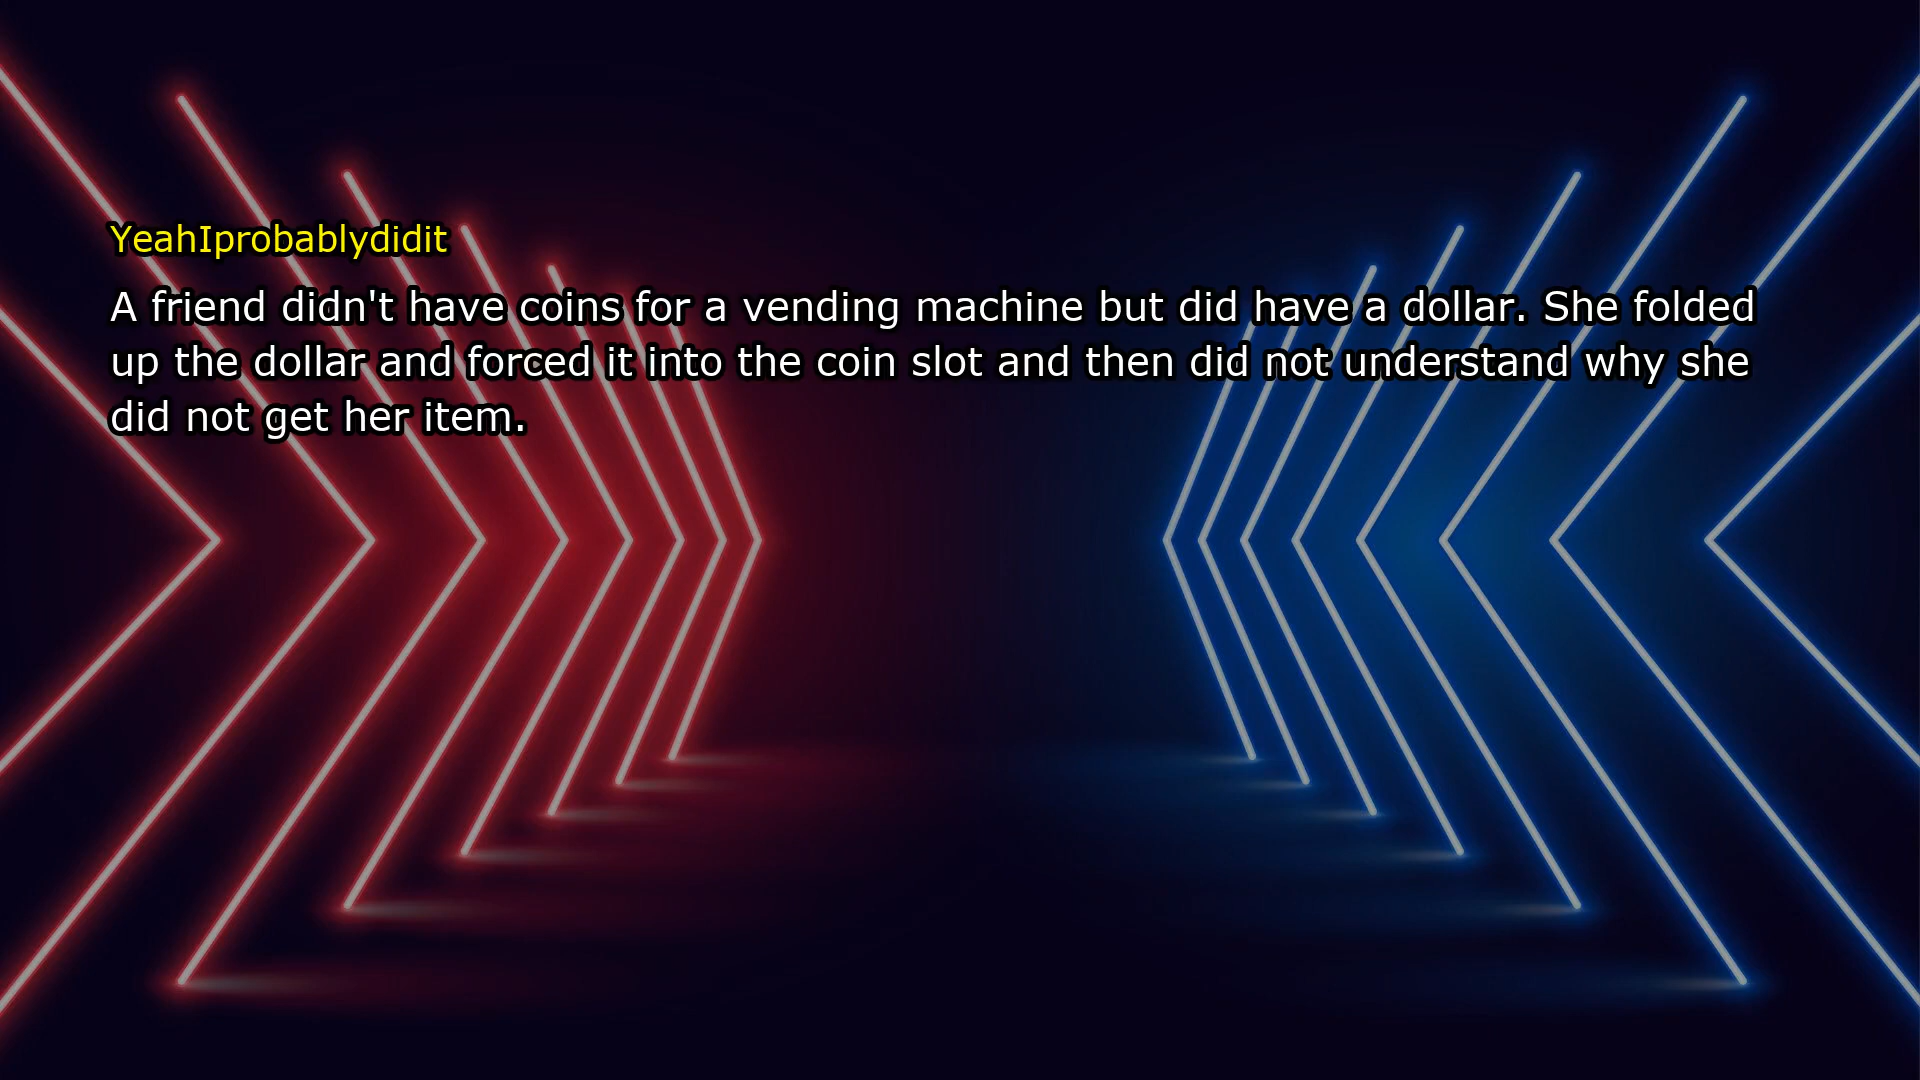 YeahIprobablydidit
A friend didn't have coins for a vending machine but did have a dollar. She folded
up the dollar and forced it into the coin slot and then did not understand why she
did not get her item.